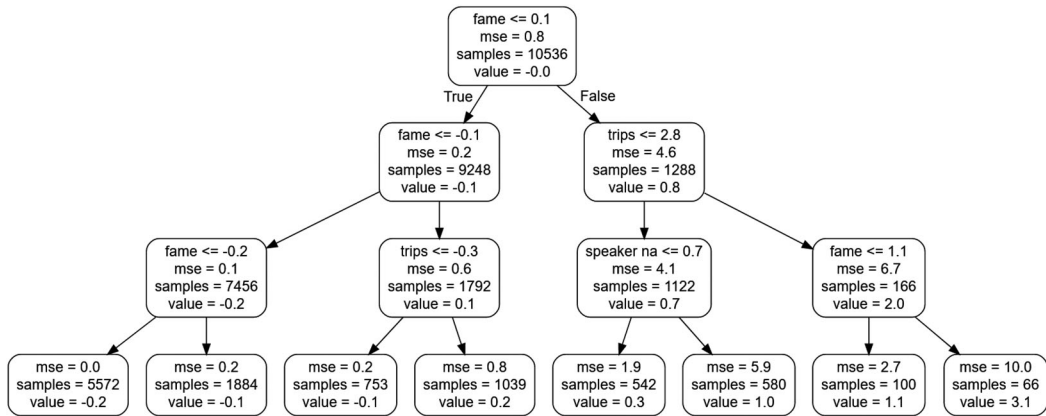 fame <= 0.1
mse = 0.8
samples = 10536
value = -0.0
True
False
fame <= -0.1
mse = 0.2
samples = 9248
value = -0.1
trips <= 2.8
mse = 4.6
samples = 1288
value = 0.8
fame <= -0.2
mse = 0.1
samples = 7456
value = -0.2
trips <= -0.3
mse = 0.6
samples = 1792
value = 0.1
speaker na <= 0.7
mse = 4.1
samples = 1122
value = 0.7
fame <= 1.1
mse = 6.7
samples = 166
value = 2.0
mse = 0.0
samples = 5572
value = -0.2
mse = 0.2
samples = 1884
value = -0.1
mse = 0.2
samples = 753
value = -0.1
mse = 0.8
samples = 1039
value = 0.2
mse = 1.9
samples = 542
value = 0.3
mse = 5.9
samples = 580
value = 1.0
mse = 2.7
samples = 100
value = 1.1
mse = 10.0
samples = 66
value = 3.1